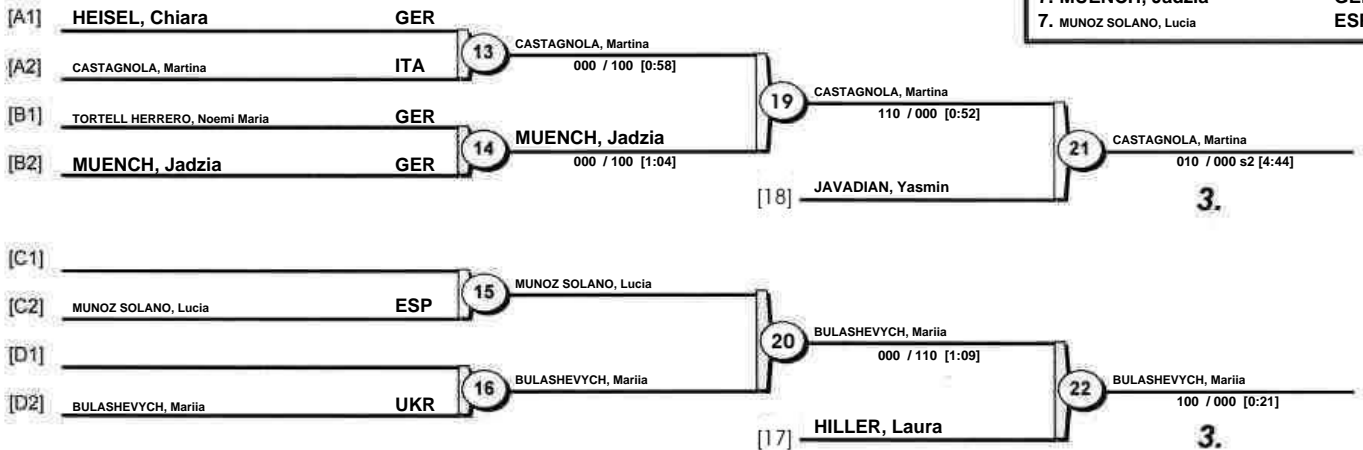 7. MUENCH, Jadzia
7. MUNOZ SOLANO, Lucia
[A1] HEISEL, Chiara GER
[A2] CASTAGNOLA, Martina ITA
13
CASTAGNOLA, Martina
000 / 100 [0:58]
[B1] TORTELL HERRERO, Noemi Maria GER
[B2] MUENCH, Jadzia GER
14
MUENCH, Jadzia
000 / 100 [1:04]
19
CASTAGNOLA, Martina
110 / 000 [0:52]
[18] JAVADIAN, Yasmin
21
CASTAGNOLA, Martina
010 / 000 s2 [4:44]
3.
[C1]
[C2] MUNOZ SOLANO, Lucia ESP
15
MUNOZ SOLANO, Lucia
[D1]
[D2] BULASHEVYCH, Mariia UKR
16
BULASHEVYCH, Mariia
20
BULASHEVYCH, Mariia
000 / 110 [1:09]
[17] HILLER, Laura
22
BULASHEVYCH, Mariia
100 / 000 [0:21]
3.